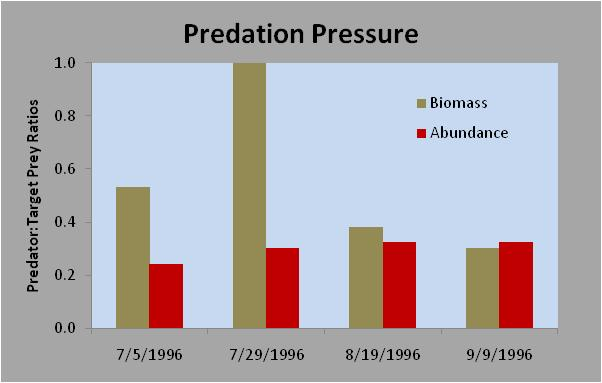 Predation Pressure
Predator:Target Prey Ratios
1.0
0.8
0.6
0.4
0.2
0.0
Biomass
Abundance
7/5/1996
7/29/1996
8/19/1996
9/9/1996